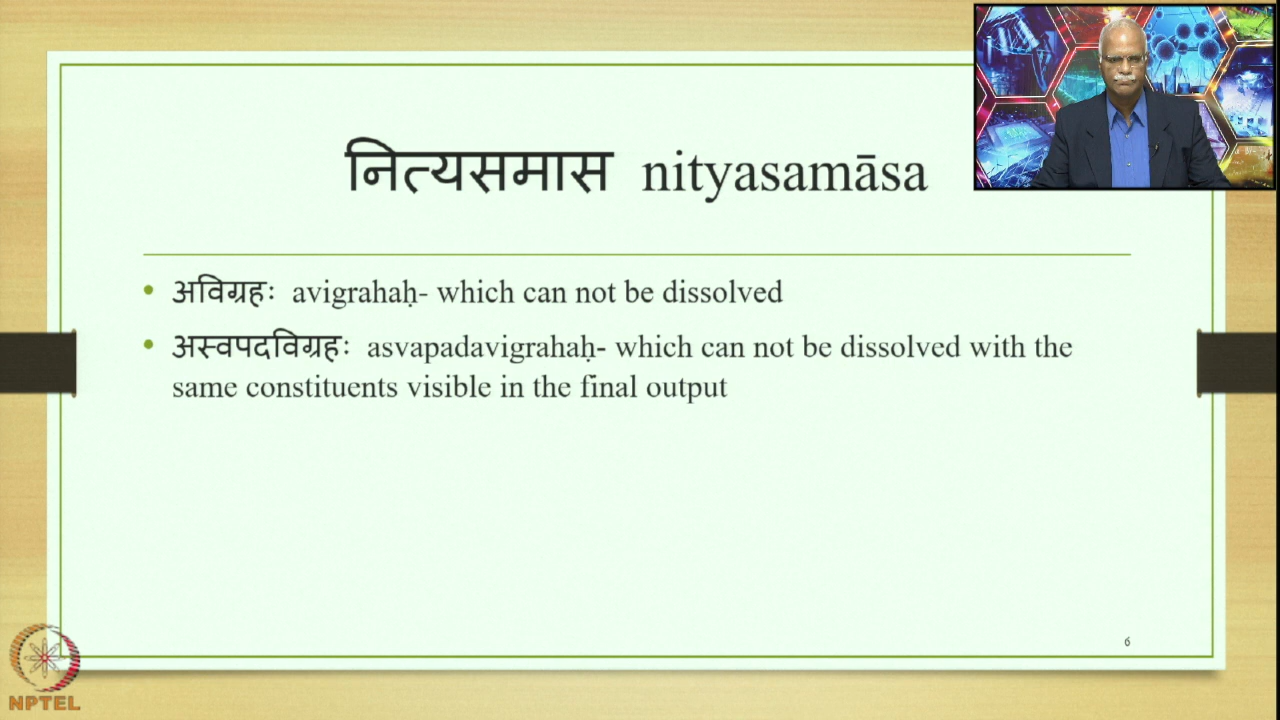 नित्यसमास nityasamāsa
• अविग्रहः avigrahaḥ- which can not be dissolved
• अस्वपदविग्रहः asvapadavigrahaḥ- which can not be dissolved with the
same constituents visible in the final output
६
NPTEL